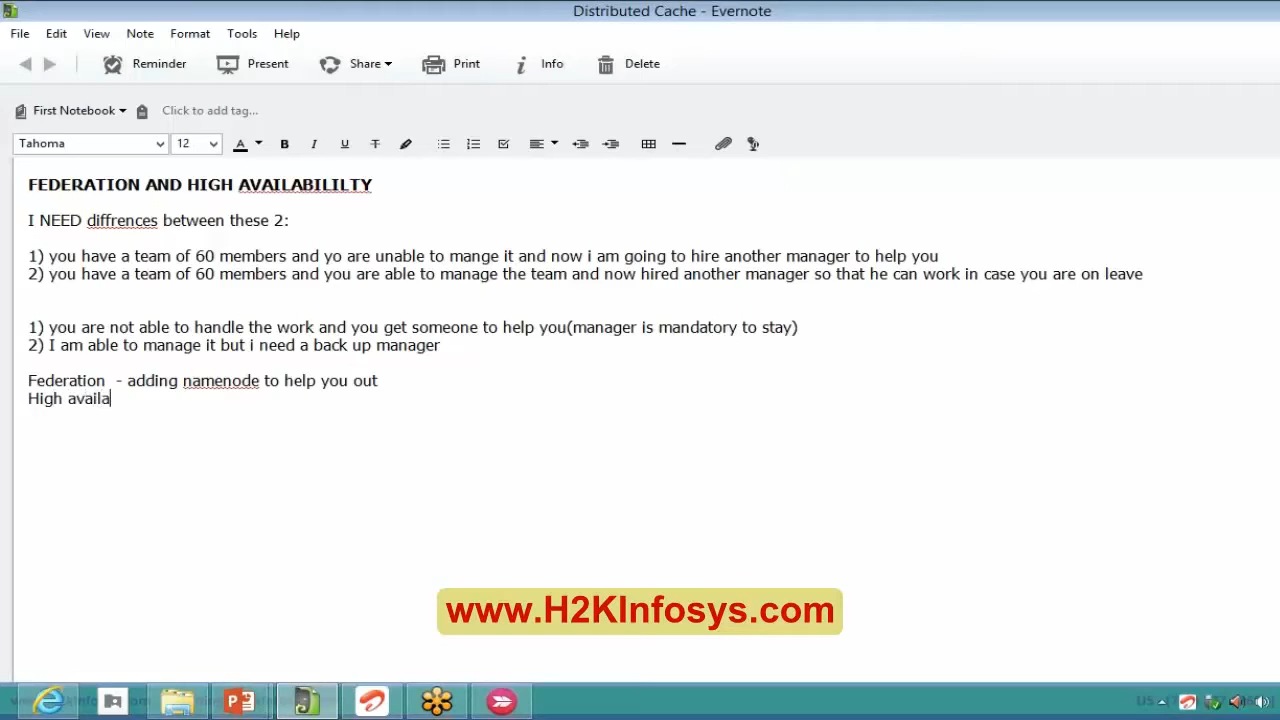 Distributed Cache - Evernote
File Edit View Note Format Tools Help
Reminder Present Share Print Info Delete
First Notebook Click to add tag...
Tahoma 12 A B I U T
FEDERATION AND HIGH AVAILABILILTY
I NEED diffrences between these 2:
1) you have a team of 60 members and yo are unable to mange it and now i am going to hire another manager to help you
2) you have a team of 60 members and you are able to manage the team and now hired another manager so that he can work in case you are on leave
1) you are not able to handle the work and you get someone to help you(manager is mandatory to stay)
2) I am able to manage it but i need a back up manager
Federation - adding namenode to help you out
High availa
www.H2KInfosys.com